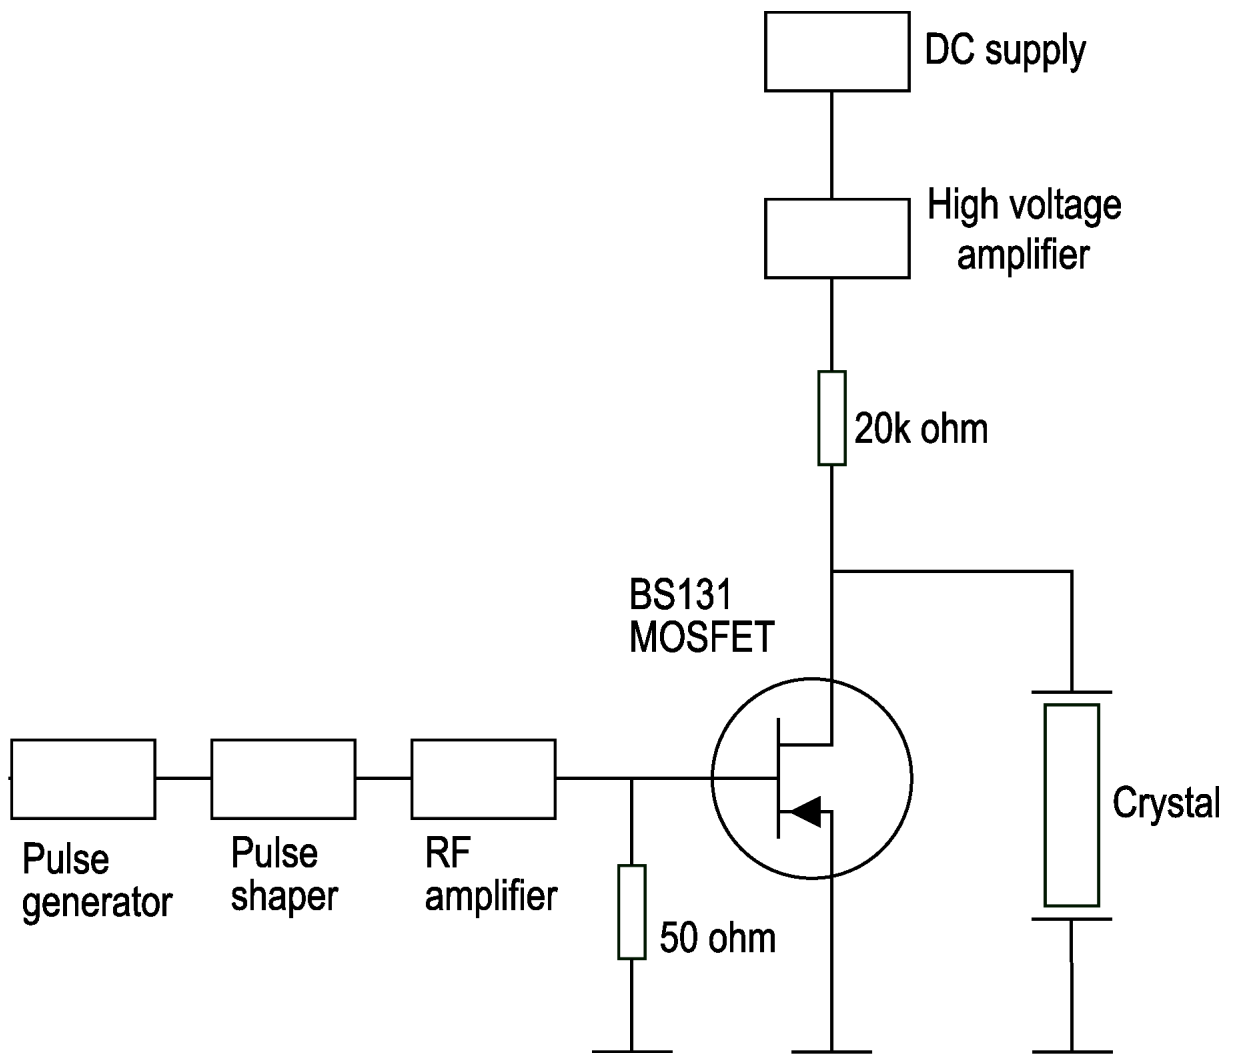 DC supply
High voltage
amplifier
20k ohm
BS131
MOSFET
Pulse
generator
Pulse
shaper
RF
amplifier
50 ohm
Crystal